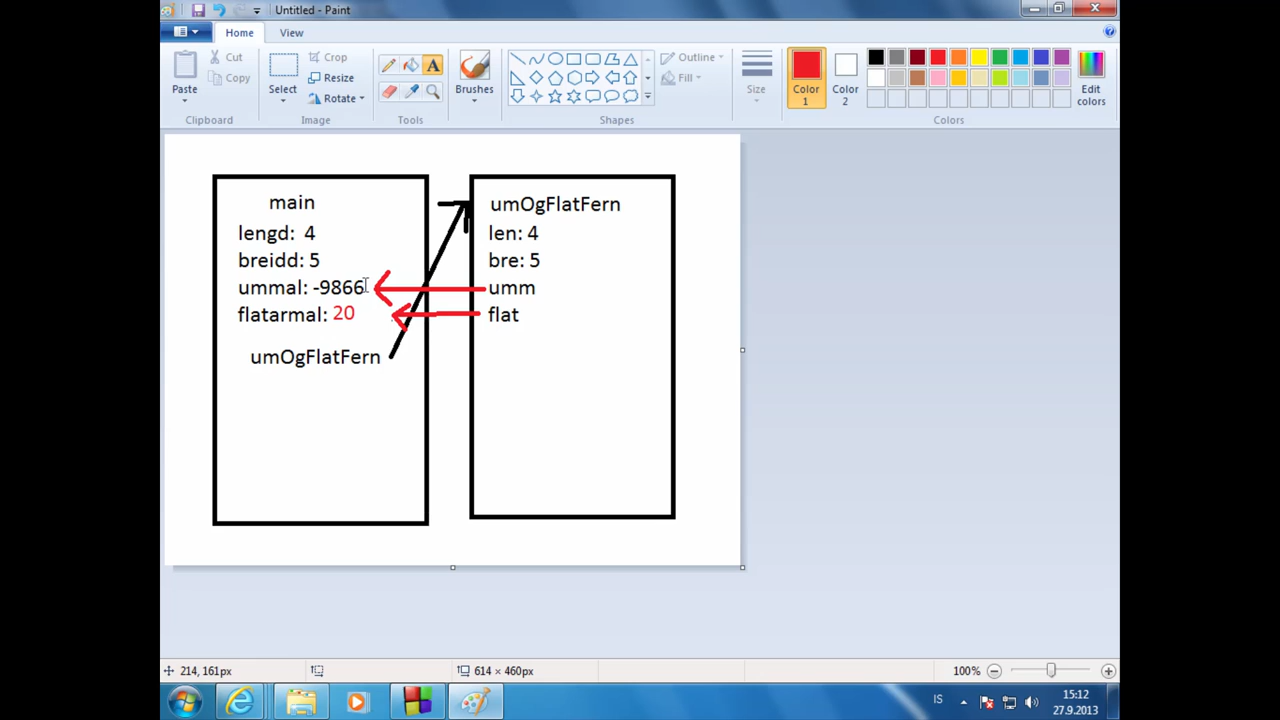 Untitled - Paint
Home
View
Paste
Cut
Copy
Clipboard
Select
Crop
Resize
Rotate
Image
A
Tools
Brushes
Shapes
Outline
Fill
Size
Color 1
Color 2
Edit colors
Colors
main
lengd: 4
breidd: 5
ummal: -9866
flatarmal: 20
umOgFlatFern
umOgFlatFern
len: 4
bre: 5
umm
flat
214, 161px
614 × 460px
100%
IS
15:12
27.9.2013